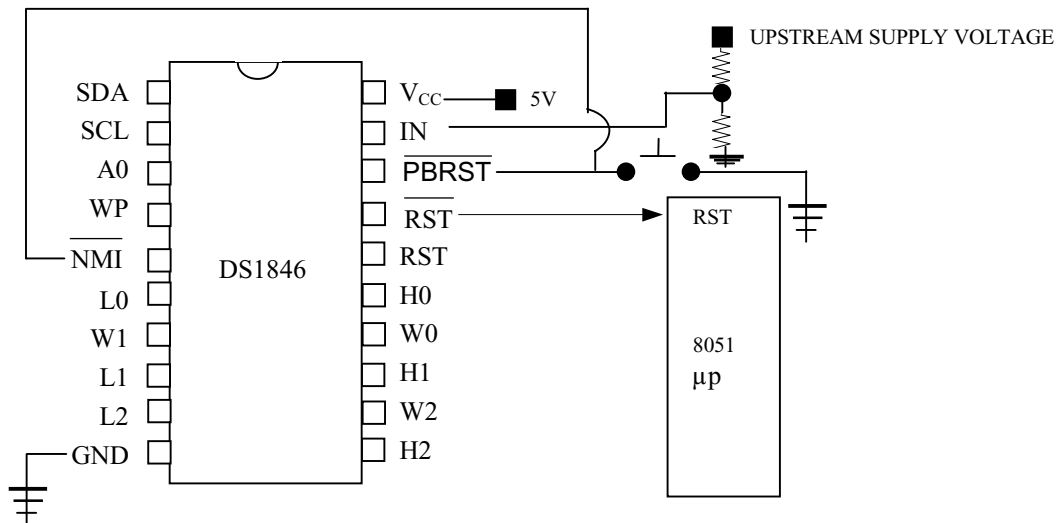 UPSTREAM SUPPLY VOLTAGE
SDA
SCL
A0
WP
NMI
L0
W1
L1
L2
GND
DS1846
VCC
5V
IN
PBRST
RST
RST
H0
W0
H1
W2
H2
RST
8051
µp